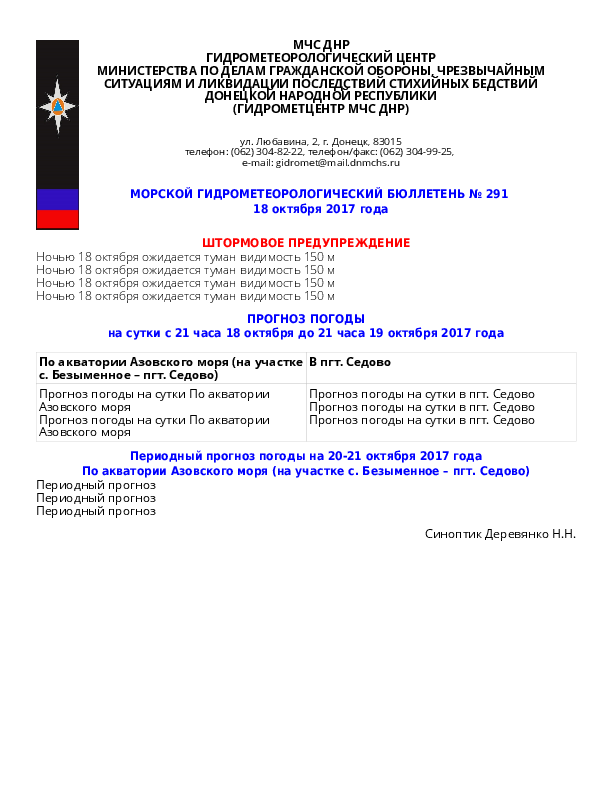 МЧС ДНР
ГИДРОМЕТЕОРОЛОГИЧЕСКИЙ ЦЕНТР
МИНИСТЕРСТВА ПО ДЕЛАМ ГРАЖДАНСКОЙ ОБОРОНЫ, ЧРЕЗВЫЧАЙНЫМ
СИТУАЦИЯМ И ЛИКВИДАЦИИ ПОСЛЕДСТВИЙ СТИХИЙНЫХ БЕДСТВИЙ
ДОНЕЦКОЙ НАРОДНОЙ РЕСПУБЛИКИ
(ГИДРОМЕТЦЕНТР МЧС ДНР)
ул. Любавина, 2, г. Донецк, 83015
телефон: (062) 304-82-22, телефон/факс: (062) 304-99-25,
e-mail: gidromet@mail.dnmchs.ru
МОРСКОЙ ГИДРОМЕТЕОРОЛОГИЧЕСКИЙ БЮЛЛЕТЕНЬ № 291
18 октября 2017 года
ШТОРМОВОЕ ПРЕДУПРЕЖДЕНИЕ
Ночью 18 октября ожидается туман видимость 150 м
Ночью 18 октября ожидается туман видимость 150 м
Ночью 18 октября ожидается туман видимость 150 м
Ночью 18 октября ожидается туман видимость 150 м
ПРОГНОЗ ПОГОДЫ
на сутки с 21 часа 18 октября до 21 часа 19 октября 2017 года
По акватории Азовского моря (на участке
с. Безыменное – пгт. Седово)
В пгт. Седово
Прогноз погоды на сутки По акватории
Азовского моря
Прогноз погоды на сутки По акватории
Азовского моря
Прогноз погоды на сутки в пгт. Седово
Прогноз погоды на сутки в пгт. Седово
Прогноз погоды на сутки в пгт. Седово
Периодный прогноз погоды на 20-21 октября 2017 года
По акватории Азовского моря (на участке с. Безыменное – пгт. Седово)
Периодный прогноз
Периодный прогноз
Периодный прогноз
Синоптик Деревянко Н.Н.